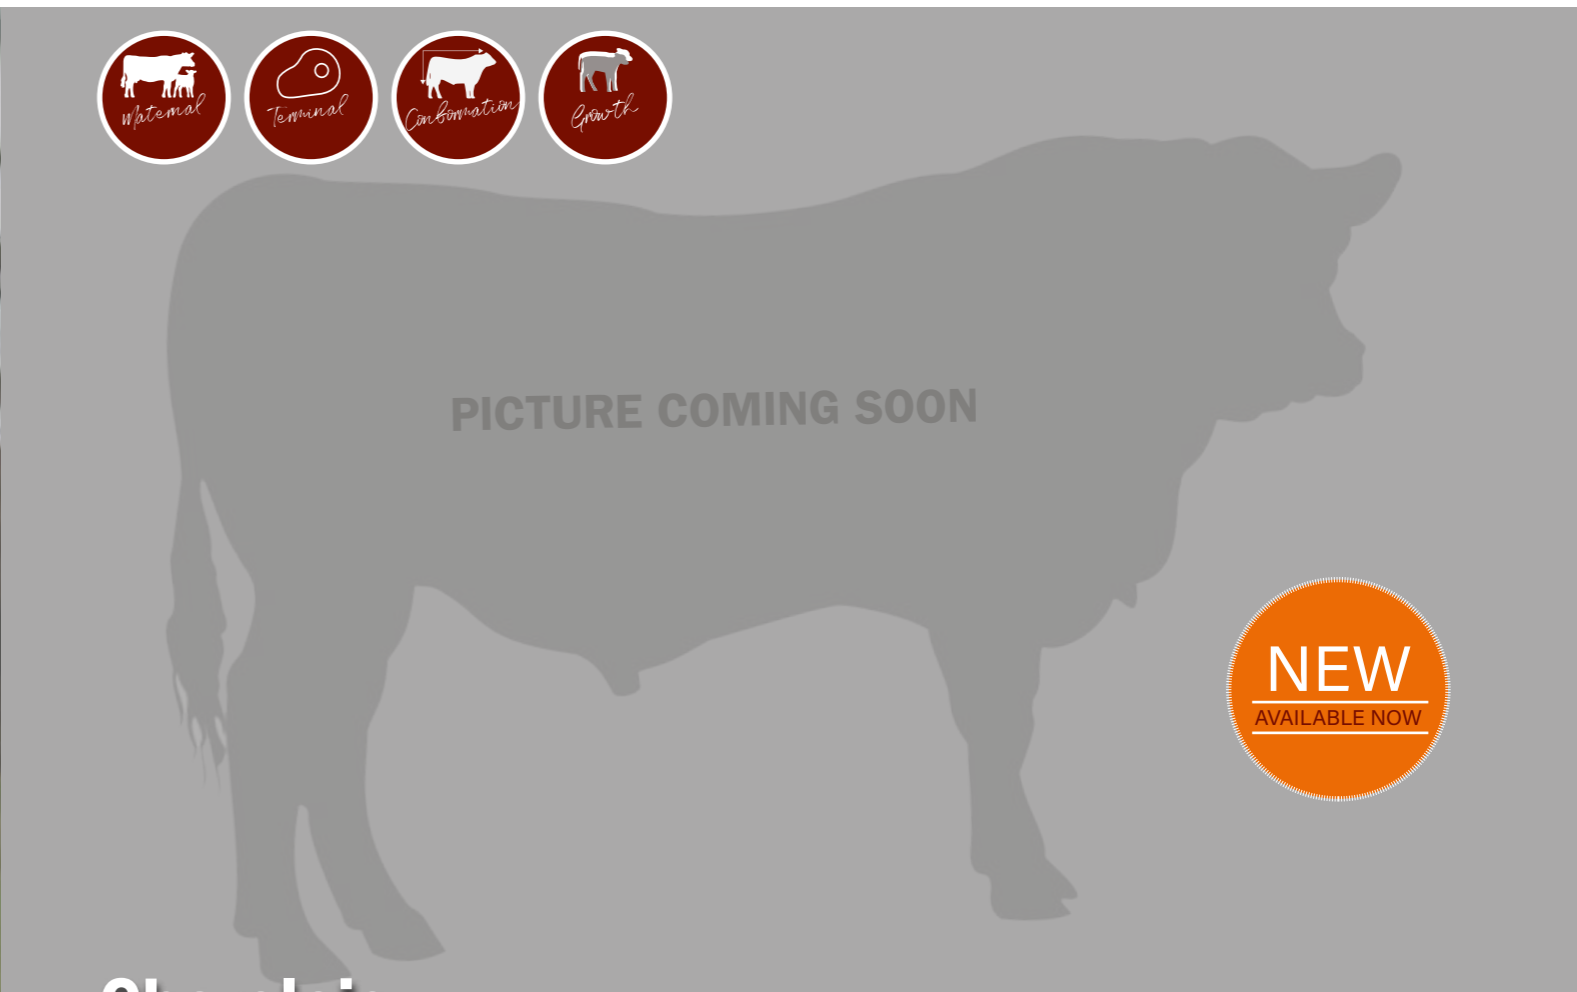 Maternal
Terminal
Conformation
Growth
PICTURE COMING SOON
NEW
AVAILABLE NOW